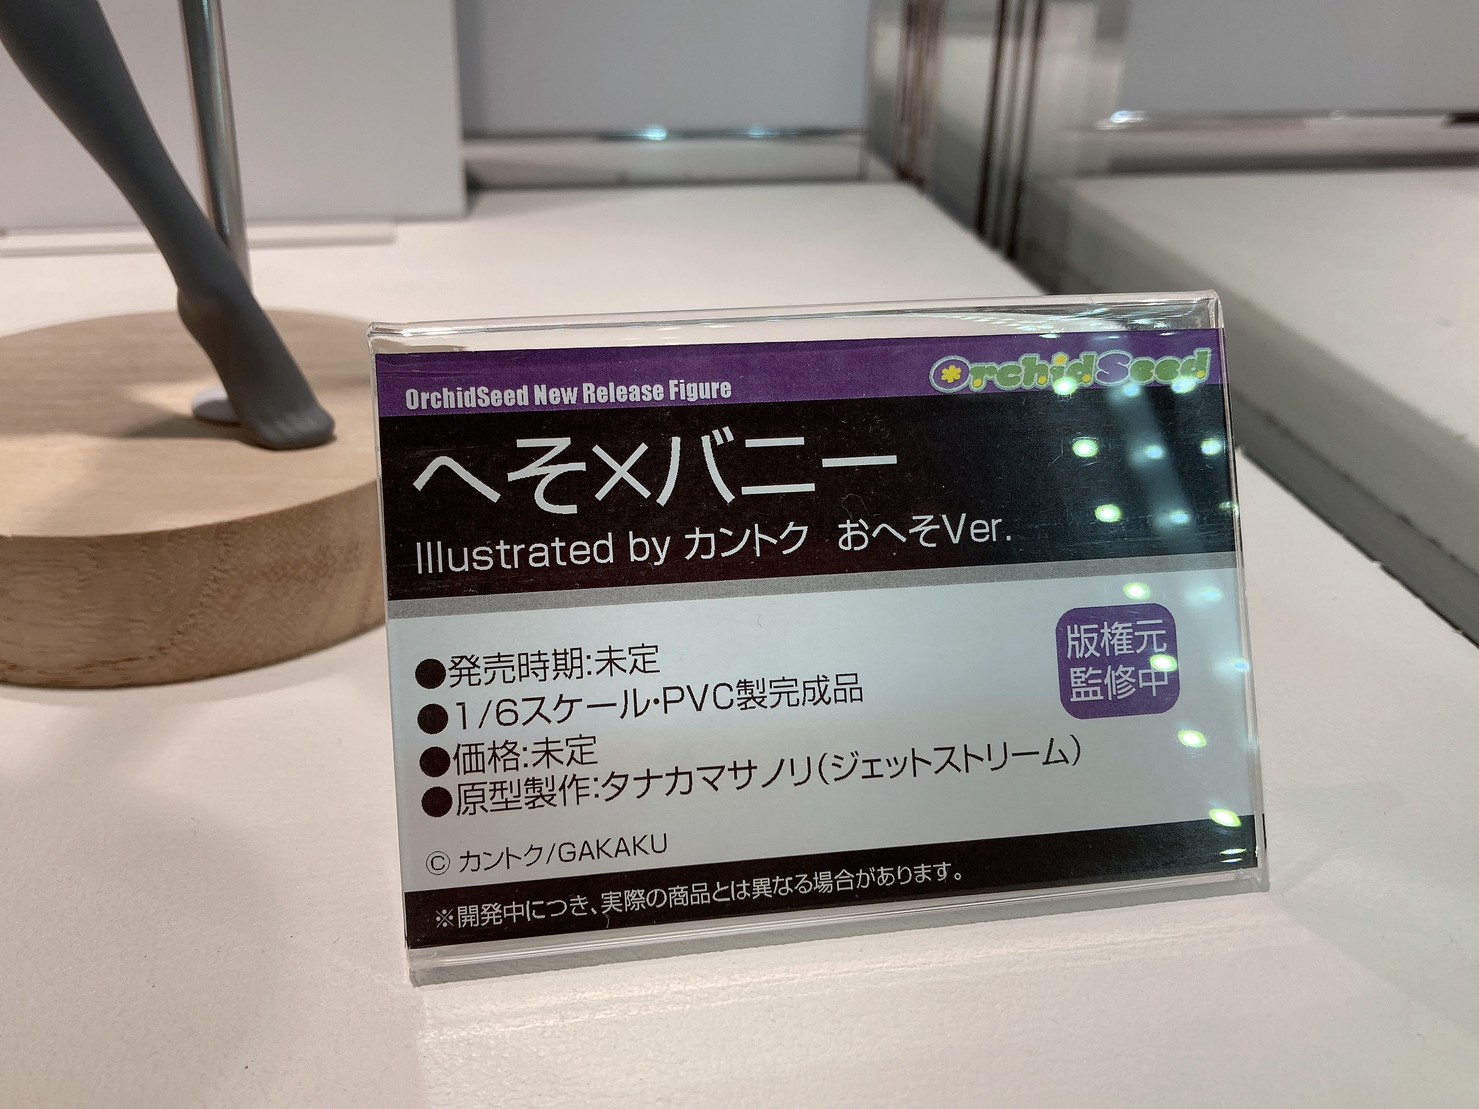 OrchidSeed New Release Figure
OrchidSeed
へそ×バニー
Illustrated by カントク おへそVer.
●発売時期:未定
●1/6スケール・PVC製完成品
●価格:未定
●原型製作:タナカマサノリ(ジェットストリーム)
版権元
監修中
© カントク/GAKAKU
※開発中につき、実際の商品とは異なる場合があります。